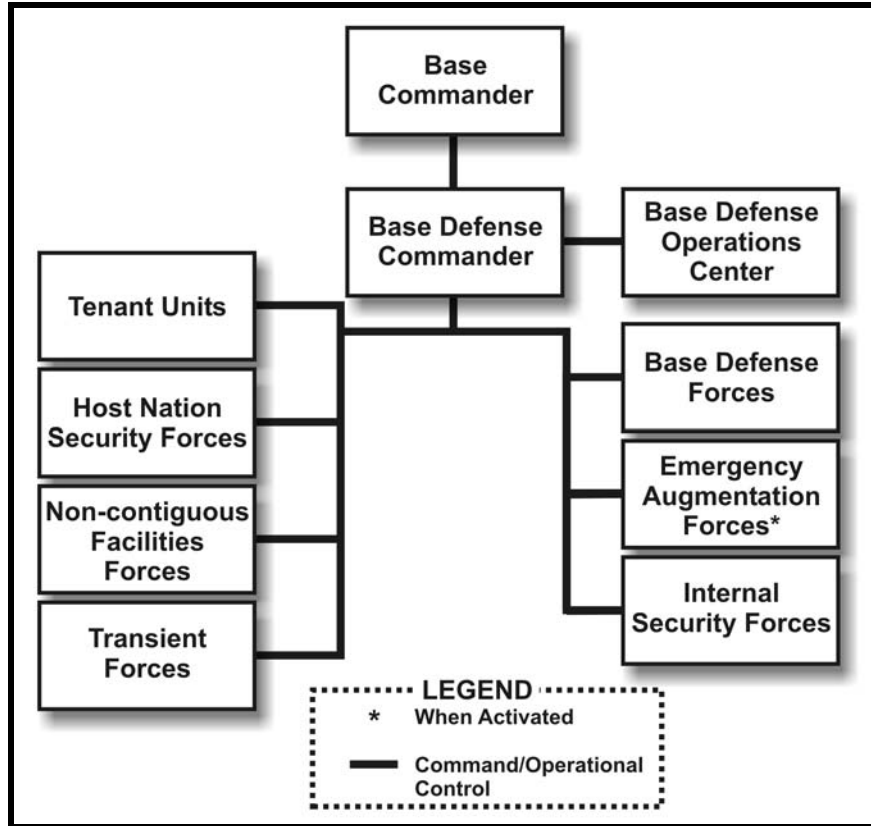 Base
Commander
Base Defense
Commander
Base Defense
Operations
Center
Tenant Units
Host Nation
Security Forces
Non-contiguous
Facilities
Forces
Transient
Forces
Base Defense
Forces
Emergency
Augmentation
Forces*
Internal
Security Forces
LEGEND
* When Activated
Command/Operational
Control